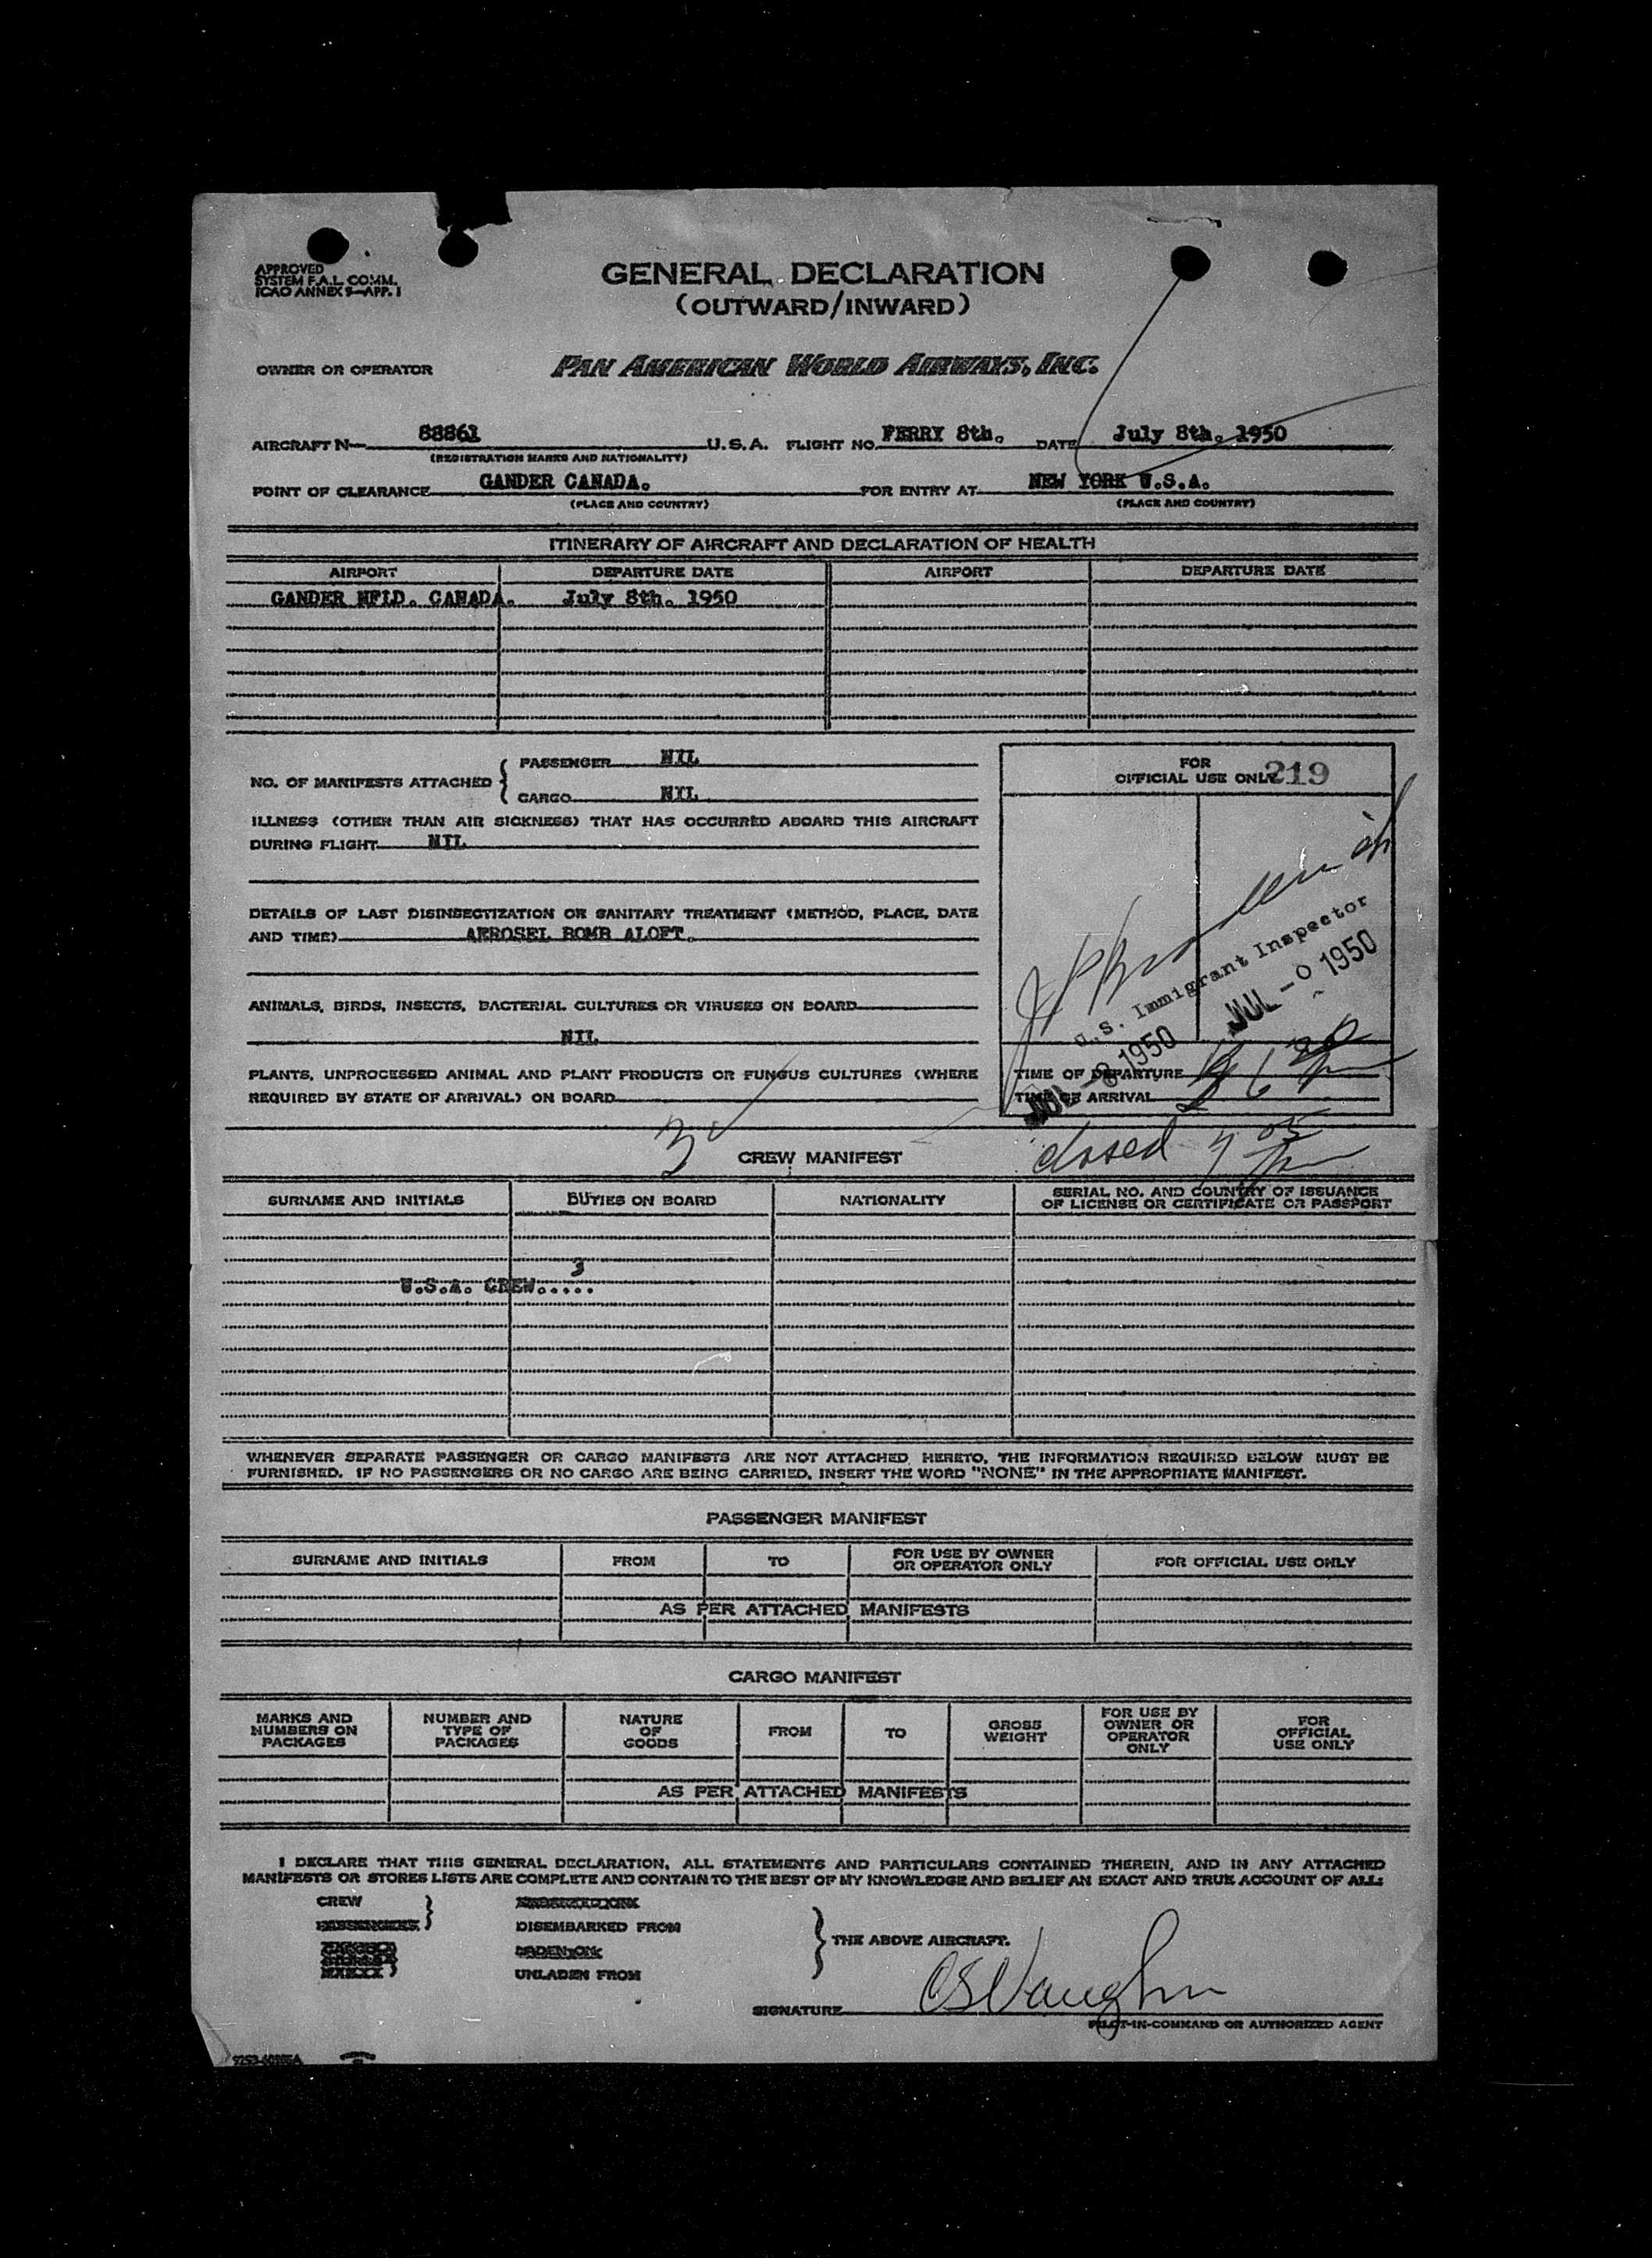 APPROVED
SYSTEM F.A.L. COMM.
ICAO ANNEX 9—APP. 1
GENERAL DECLARATION
(OUTWARD/INWARD)
OWNER OR OPERATOR PAN AMERICAN WORLD AIRWAYS, INC.
AIRCRAFT N— 88861 U.S.A. FLIGHT NO. FERRY 8th. DATE July 8th. 1950
(REGISTRATION MARKS AND NATIONALITY)
POINT OF CLEARANCE GANDER CANADA. FOR ENTRY AT NEW YORK U.S.A.
(PLACE AND COUNTRY) (PLACE AND COUNTRY)
ITINERARY OF AIRCRAFT AND DECLARATION OF HEALTH
AIRPORT DEPARTURE DATE AIRPORT DEPARTURE DATE
GANDER NFLD. CANADA. July 8th. 1950
NO. OF MANIFESTS ATTACHED { PASSENGER NIL
CARGO NIL
FOR
OFFICIAL USE ONLY 219
ILLNESS (OTHER THAN AIR SICKNESS) THAT HAS OCCURRED ABOARD THIS AIRCRAFT
DURING FLIGHT NIL
DETAILS OF LAST DISINSECTIZATION OR SANITARY TREATMENT (METHOD, PLACE, DATE
AND TIME) AEROSEL BOMB ALOFT.
U.S. Immigrant Inspector
JUL 1950
JUL 1950
ANIMALS, BIRDS, INSECTS, BACTERIAL CULTURES OR VIRUSES ON BOARD
NIL
PLANTS, UNPROCESSED ANIMAL AND PLANT PRODUCTS OR FUNGUS CULTURES (WHERE
REQUIRED BY STATE OF ARRIVAL) ON BOARD
TIME OF DEPARTURE
TIME OF ARRIVAL
3 closed 7 05
CREW MANIFEST
SURNAME AND INITIALS DUTIES ON BOARD NATIONALITY SERIAL NO. AND COUNTRY OF ISSUANCE
OF LICENSE OR CERTIFICATE OR PASSPORT
3
U.S.A. CREW.....
WHENEVER SEPARATE PASSENGER OR CARGO MANIFESTS ARE NOT ATTACHED HERETO, THE INFORMATION REQUIRED BELOW MUST BE
FURNISHED. IF NO PASSENGERS OR NO CARGO ARE BEING CARRIED, INSERT THE WORD "NONE" IN THE APPROPRIATE MANIFEST.
PASSENGER MANIFEST
SURNAME AND INITIALS FROM TO FOR USE BY OWNER
OR OPERATOR ONLY FOR OFFICIAL USE ONLY
AS PER ATTACHED MANIFESTS
CARGO MANIFEST
MARKS AND
NUMBERS ON
PACKAGES NUMBER AND
TYPE OF
PACKAGES NATURE
OF
GOODS FROM TO GROSS
WEIGHT FOR USE BY
OWNER OR
OPERATOR
ONLY FOR
OFFICIAL
USE ONLY
AS PER ATTACHED MANIFESTS
I DECLARE THAT THIS GENERAL DECLARATION, ALL STATEMENTS AND PARTICULARS CONTAINED THEREIN, AND IN ANY ATTACHED
MANIFESTS OR STORES LISTS ARE COMPLETE AND CONTAIN TO THE BEST OF MY KNOWLEDGE AND BELIEF AN EXACT AND TRUE ACCOUNT OF ALL:
CREW
PASSENGERS
DISEMBARKED FROM
THE ABOVE AIRCRAFT.
UNLADEN FROM
SIGNATURE CSVaughn
PILOT-IN-COMMAND OR AUTHORIZED AGENT